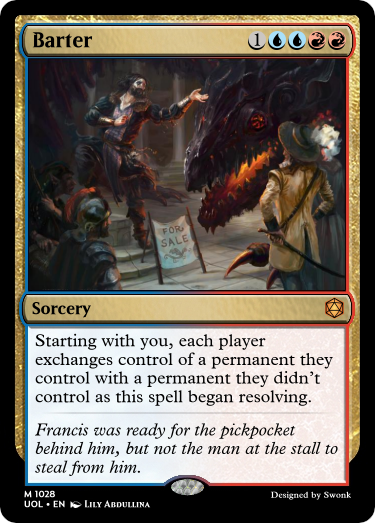 Barter 1
FOR
SALE
Sorcery
Starting with you, each player
exchanges control of a permanent they
control with a permanent they didn't
control as this spell began resolving.
Francis was ready for the pickpocket
behind him, but not the man at the stall to
steal from him.
M 1028
UOL • EN Lily Abdullina
Designed by Swonk